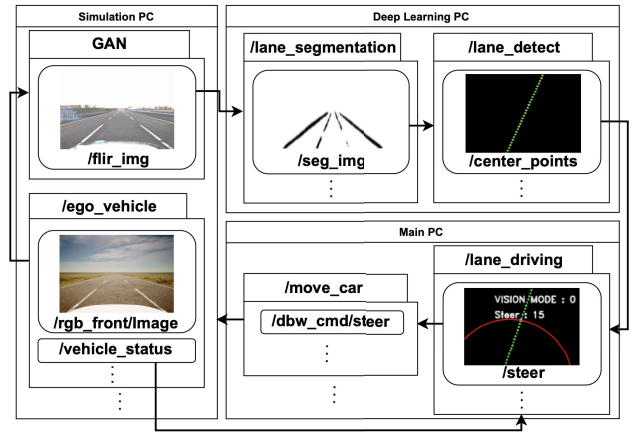 Simulation PC
GAN
/flir_img
/ego_vehicle
/rgb_front/Image
/vehicle_status
Deep Learning PC
/lane_segmentation
/seg_img
/lane_detect
/center_points
Main PC
/lane_driving
VISION MODE : 0
Steer : 15
/steer
/move_car
/dbw_cmd/steer